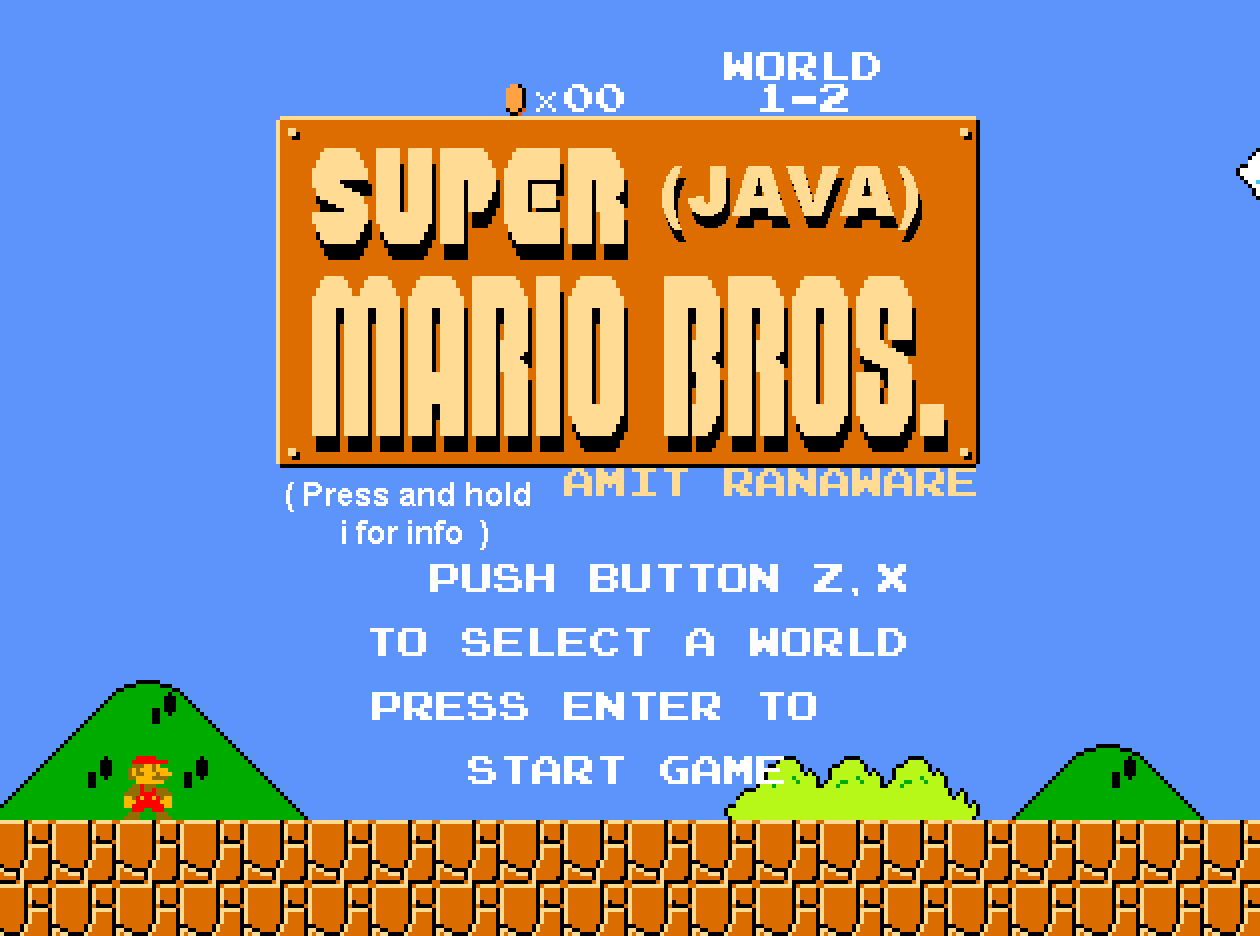 WORLD
×00 1-2
SUPER (JAVA)
MARIO BROS.
AMIT RANAWARE
( Press and hold
i for info )
PUSH BUTTON Z,X
TO SELECT A WORLD
PRESS ENTER TO
START GAME